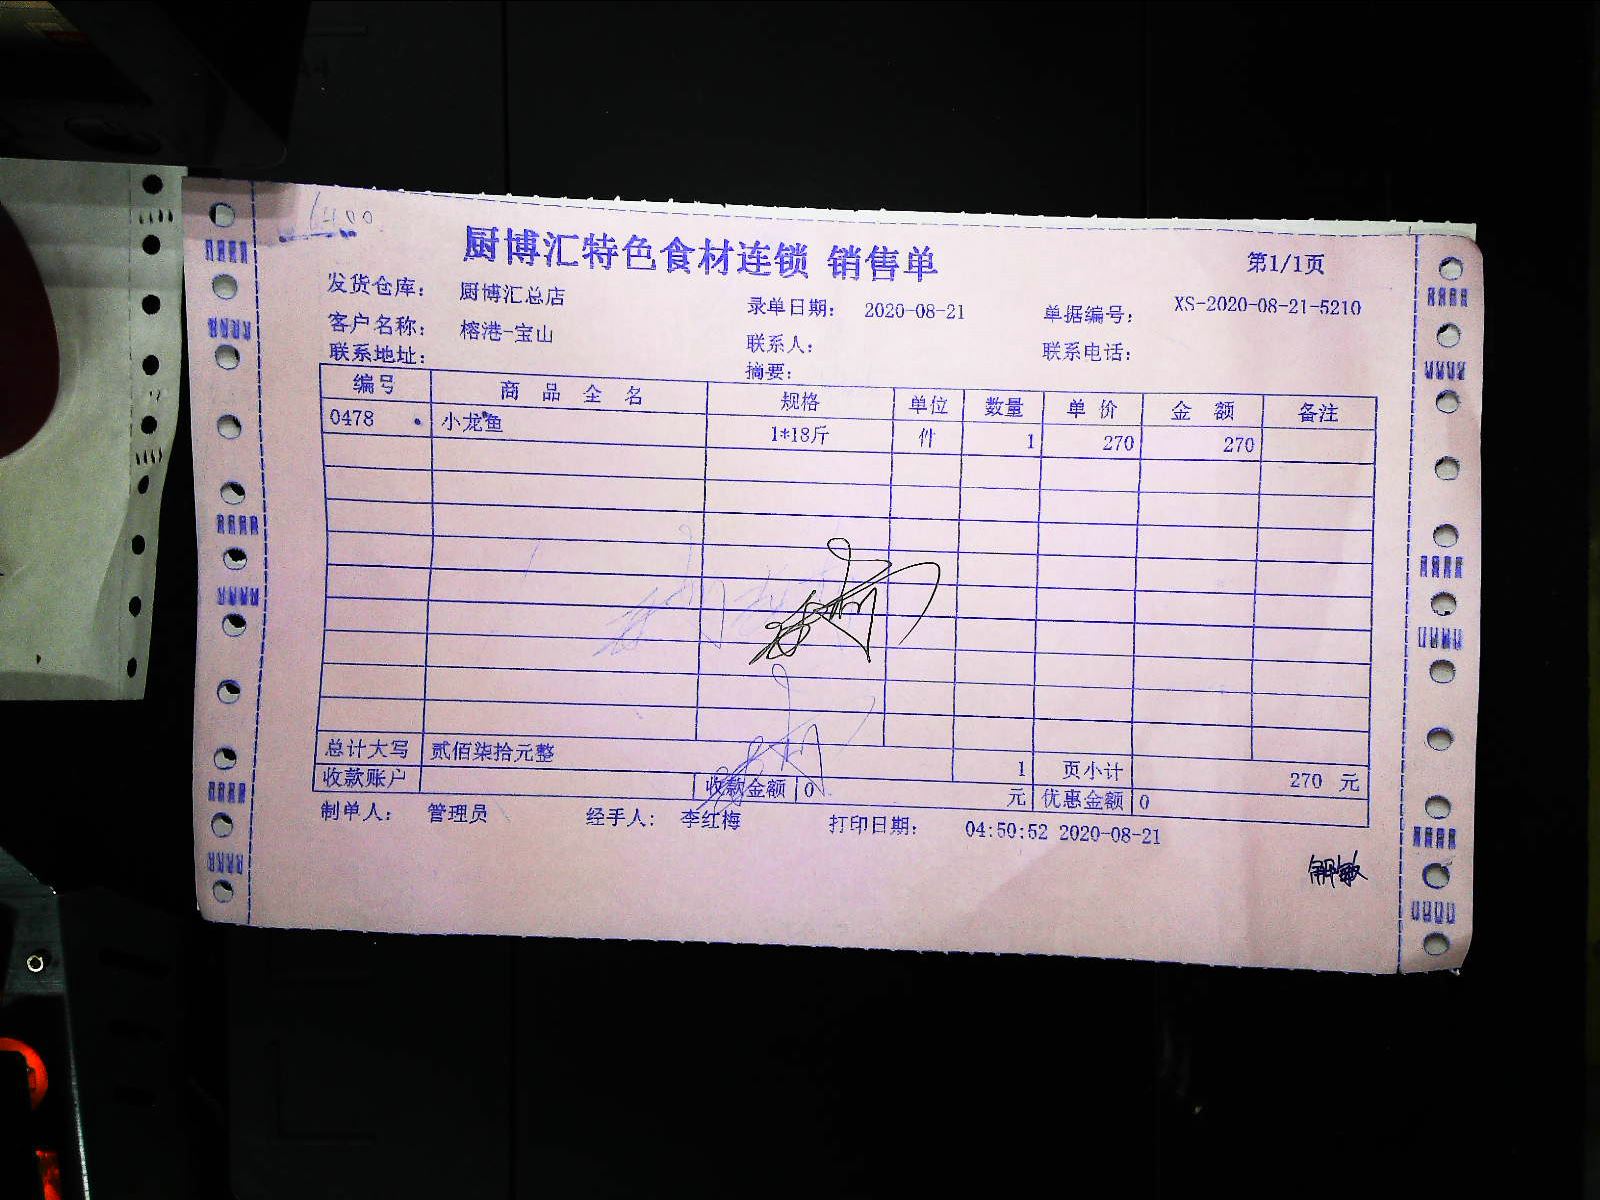 厨博汇特色食材连锁 销售单
第1/1页
发货仓库: 厨博汇总店 录单日期: 2020-08-21 单据编号: XS-2020-08-21-5210
客户名称: 榕港-宝山 联系人: 联系电话:
联系地址: 摘要:
编号 商品全名 规格 单位 数量 单价 金额 备注
0478 小龙鱼 1*18斤 件 1 270 270
总计大写 贰佰柒拾元整 1 页小计 270 元
收款账户 收款金额 0 元 优惠金额 0
制单人: 管理员 经手人: 李红梅 打印日期: 04:50:52 2020-08-21